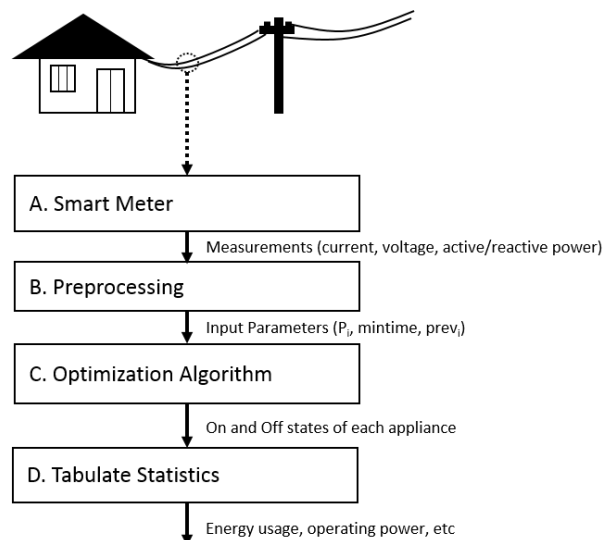 A. Smart Meter
Measurements (current, voltage, active/reactive power)
B. Preprocessing
Input Parameters (Pᵢ, mintime, prevᵢ)
C. Optimization Algorithm
On and Off states of each appliance
D. Tabulate Statistics
Energy usage, operating power, etc